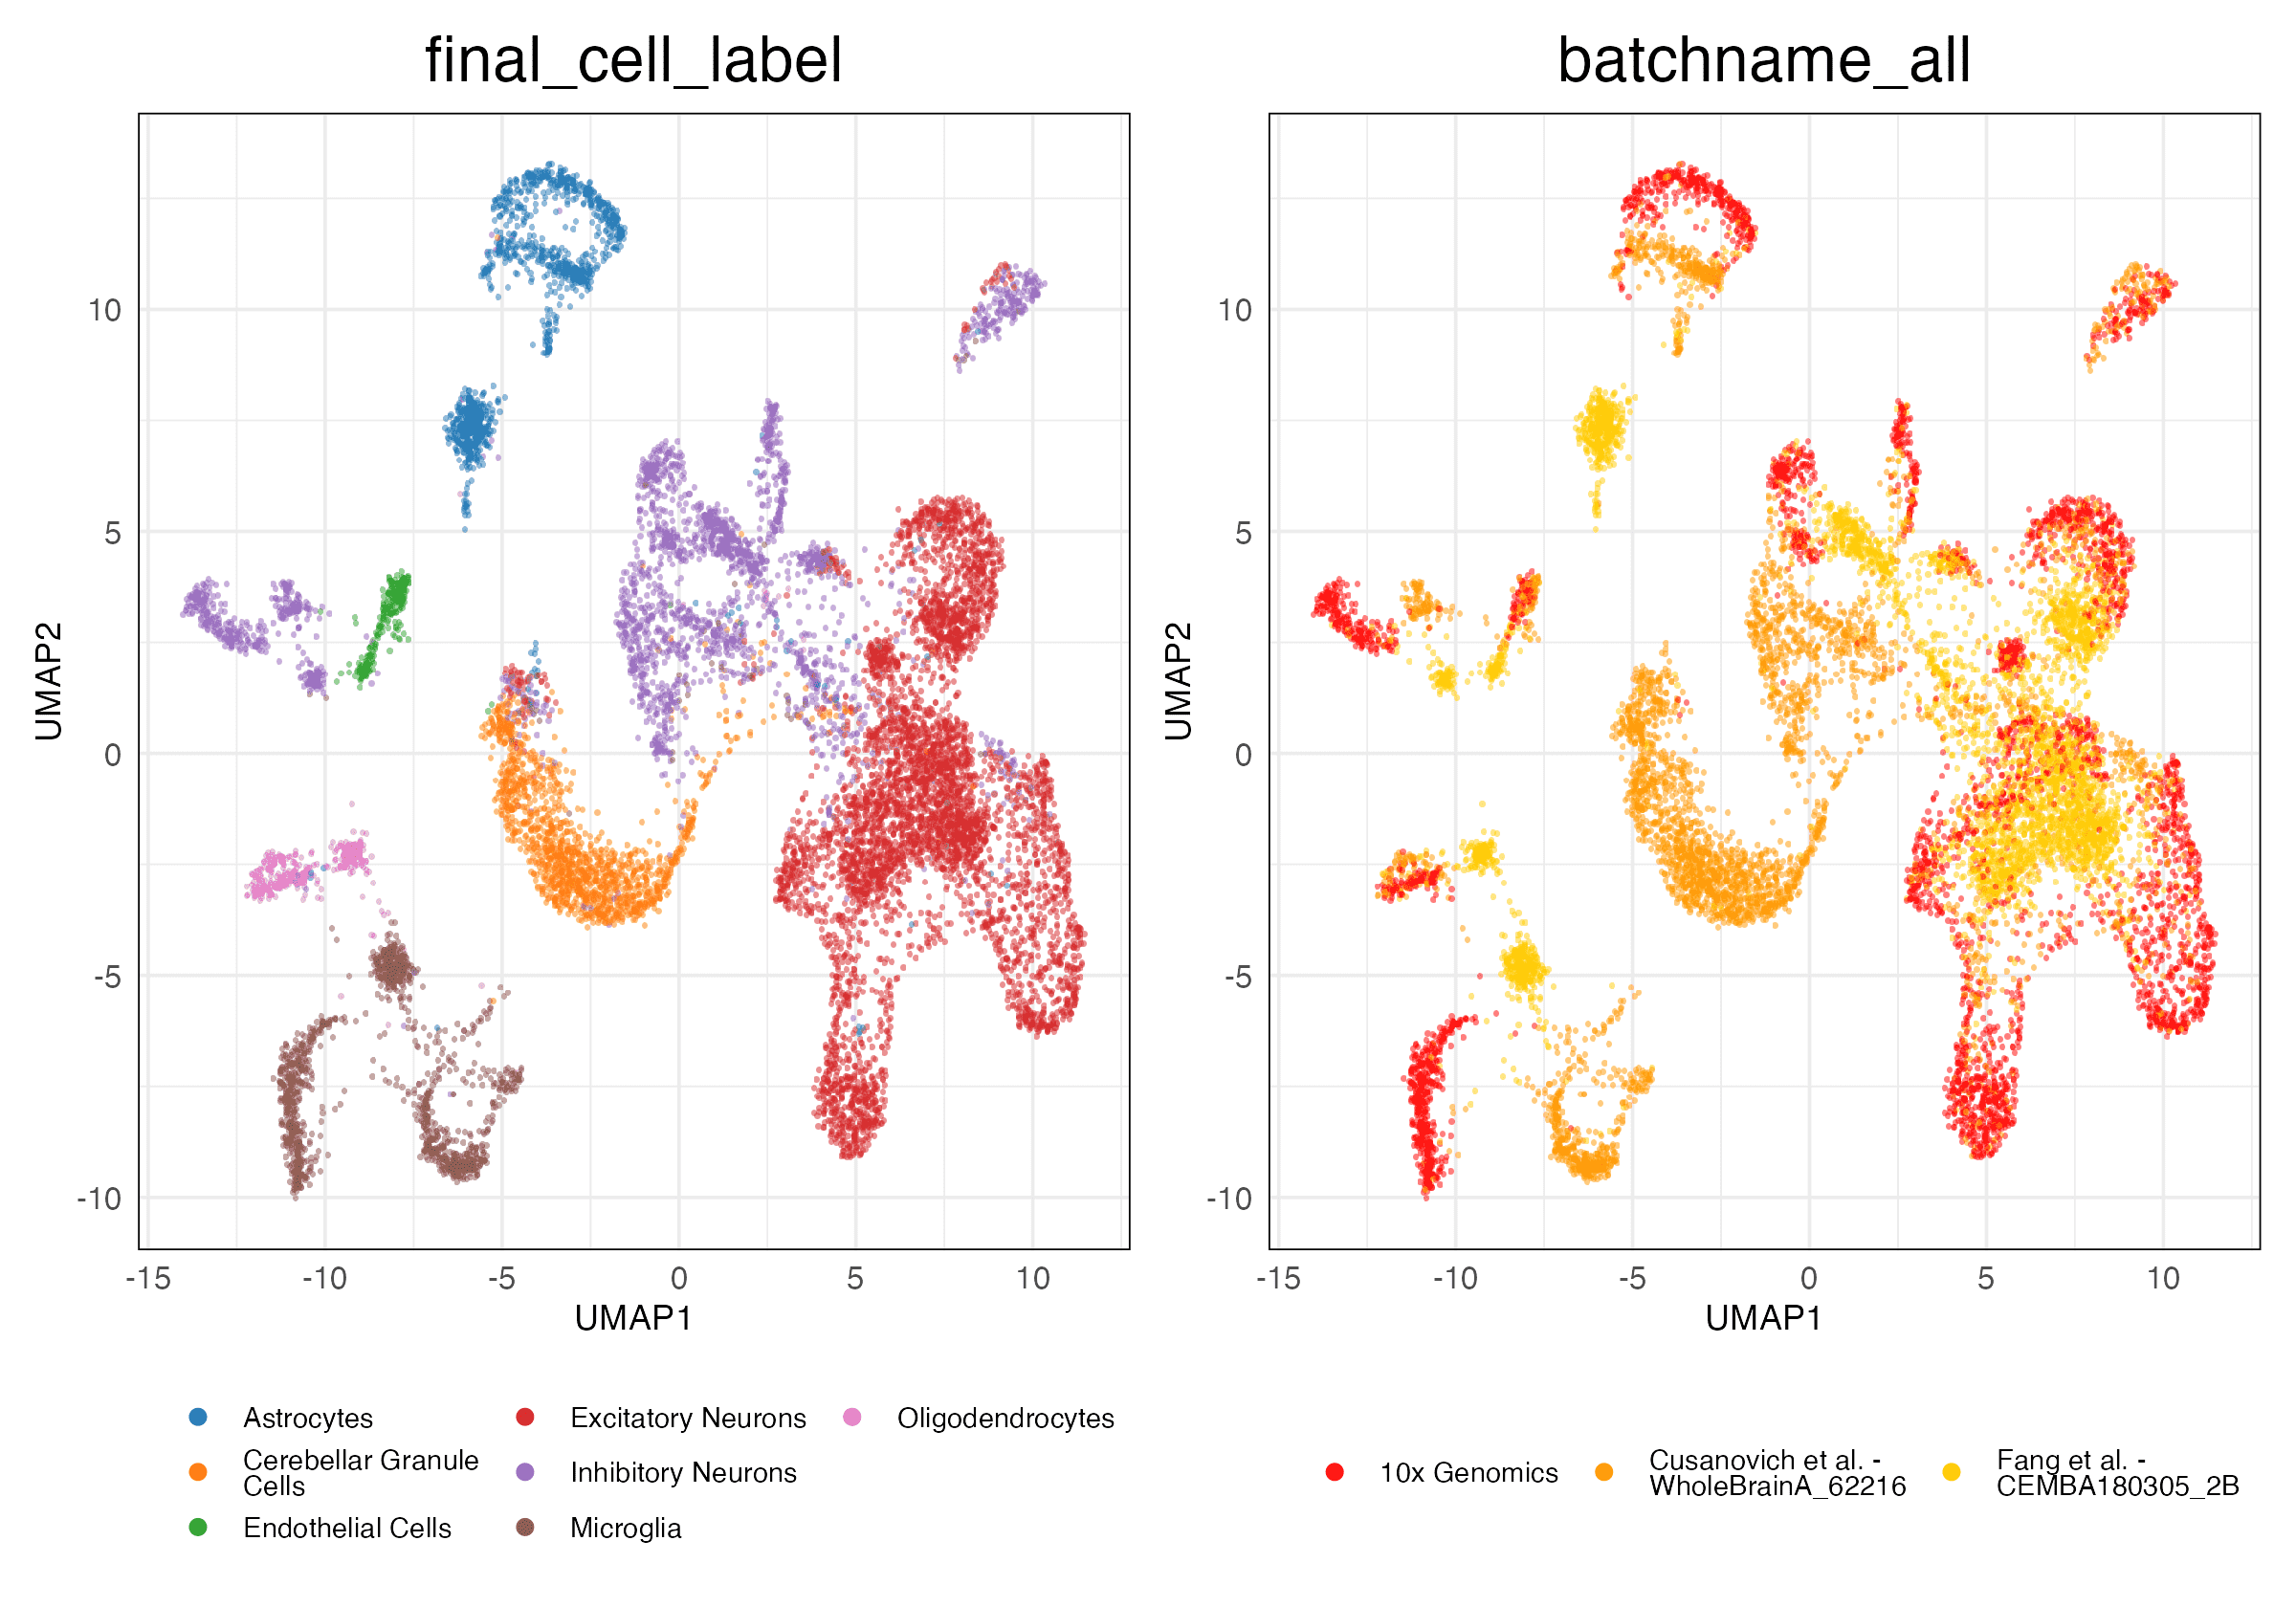 final_cell_label
batchname_all
10
5
0
-5
-10
UMAP2
-15 -10 -5 0 5 10
UMAP1
10
5
0
-5
-10
UMAP2
-15 -10 -5 0 5 10
UMAP1
Astrocytes
Cerebellar Granule
Cells
Endothelial Cells
Excitatory Neurons
Inhibitory Neurons
Microglia
Oligodendrocytes
10x Genomics
Cusanovich et al. -
WholeBrainA_62216
Fang et al. -
CEMBA180305_2B